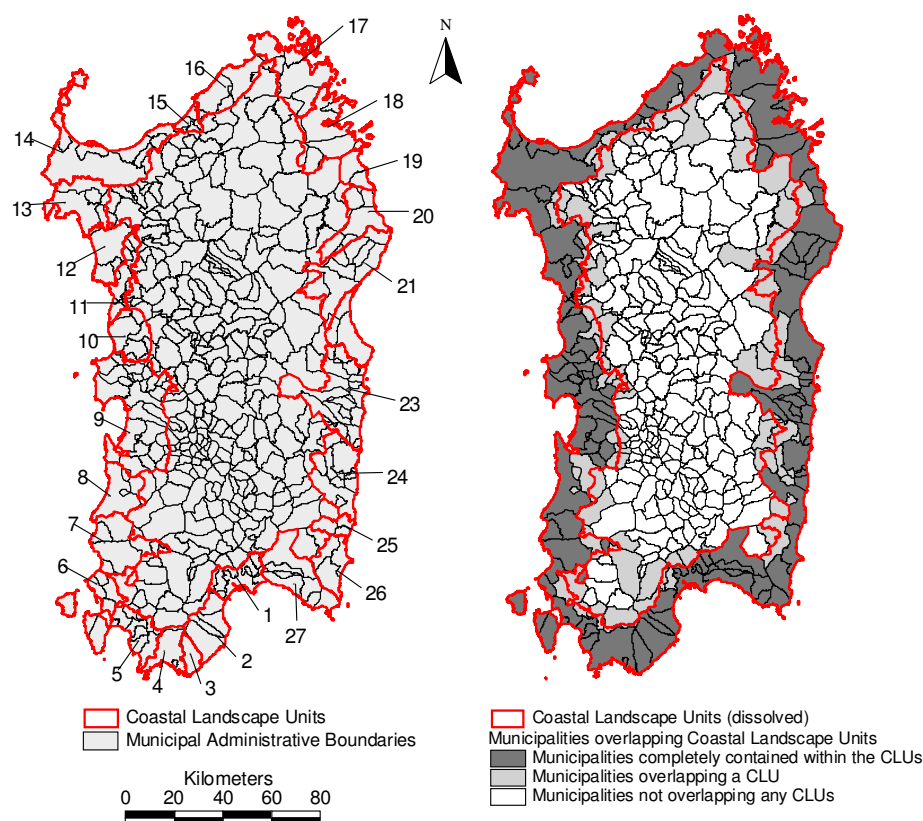 17
N
16
15
18
14
19
13
20
12
21
11
10
23
9
24
8
7
25
6
26
1
27
5
2
4
3
Coastal Landscape Units
Municipal Administrative Boundaries
Kilometers
0 20 40 60 80
Coastal Landscape Units (dissolved)
Municipalities overlapping Coastal Landscape Units
Municipalities completely contained within the CLUs
Municipalities overlapping a CLU
Municipalities not overlapping any CLUs